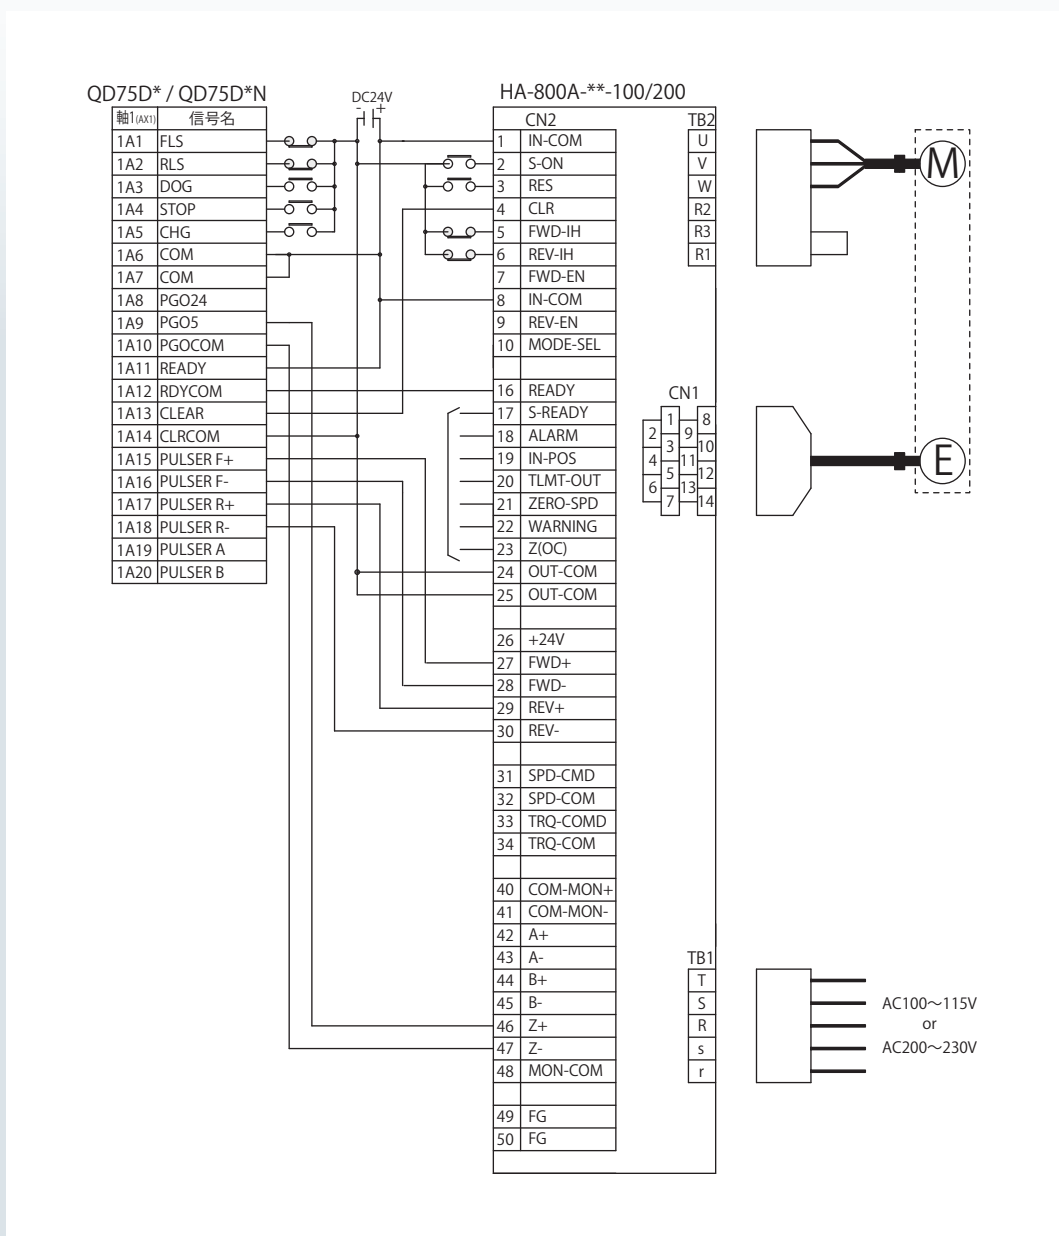 QD75D* / QD75D*N
軸1(AX1) 信号名
1A1 FLS
1A2 RLS
1A3 DOG
1A4 STOP
1A5 CHG
1A6 COM
1A7 COM
1A8 PGO24
1A9 PGO5
1A10 PGOCOM
1A11 READY
1A12 RDYCOM
1A13 CLEAR
1A14 CLRCOM
1A15 PULSER F+
1A16 PULSER F-
1A17 PULSER R+
1A18 PULSER R-
1A19 PULSER A
1A20 PULSER B
DC24V
- +
HA-800A-**-100/200
CN2
1 IN-COM
2 S-ON
3 RES
4 CLR
5 FWD-IH
6 REV-IH
7 FWD-EN
8 IN-COM
9 REV-EN
10 MODE-SEL
16 READY
17 S-READY
18 ALARM
19 IN-POS
20 TLMT-OUT
21 ZERO-SPD
22 WARNING
23 Z(OC)
24 OUT-COM
25 OUT-COM
26 +24V
27 FWD+
28 FWD-
29 REV+
30 REV-
31 SPD-CMD
32 SPD-COM
33 TRQ-COMD
34 TRQ-COM
40 COM-MON+
41 COM-MON-
42 A+
43 A-
44 B+
45 B-
46 Z+
47 Z-
48 MON-COM
49 FG
50 FG
TB2
U
V
W
R2
R3
R1
M
CN1
1 8
2 9
3 10
4 11
5 12
6 13
7 14
E
TB1
T
S
R
s
r
AC100～115V
or
AC200～230V